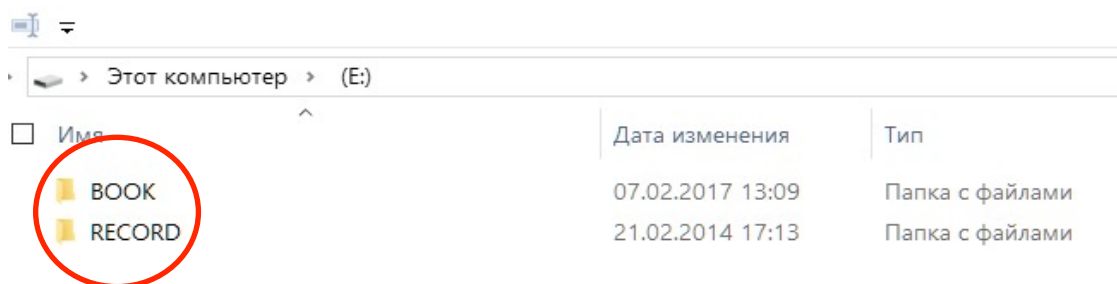 Этот компьютер > (E:)
Имя Дата изменения Тип
BOOK 07.02.2017 13:09 Папка с файлами
RECORD 21.02.2014 17:13 Папка с файлами